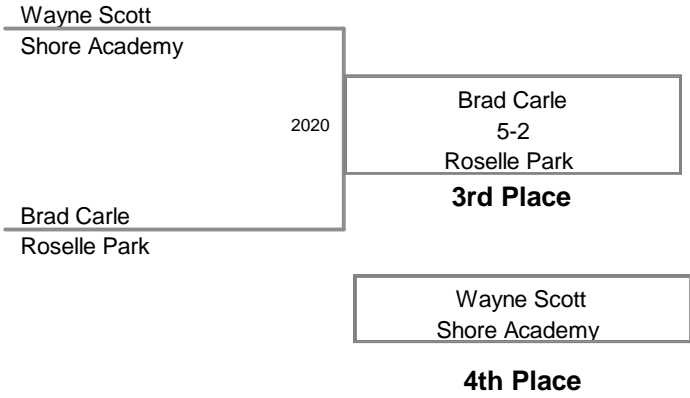 Wayne Scott
Shore Academy
2020
Brad Carle
5-2
Roselle Park
3rd Place
Brad Carle
Roselle Park
Wayne Scott
Shore Academy
4th Place